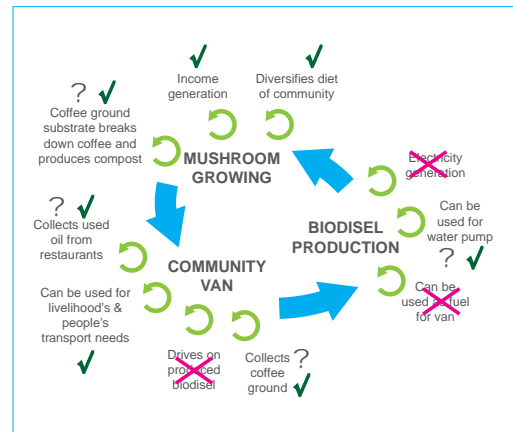 Income
generation
Diversifies diet
of community
? 
Coffee ground
substrate breaks
down coffee and
produces compost
MUSHROOM
GROWING
Electricity
generation
Can be
used for
water pump
BIODISEL
PRODUCTION
?
Collects used
oil from
restaurants
COMMUNITY
VAN
?
Can be
used as fuel
for van
Can be used for
livelihood's &
people's
transport needs
Drives on
produced
biodisel
Collects ?
coffee
ground